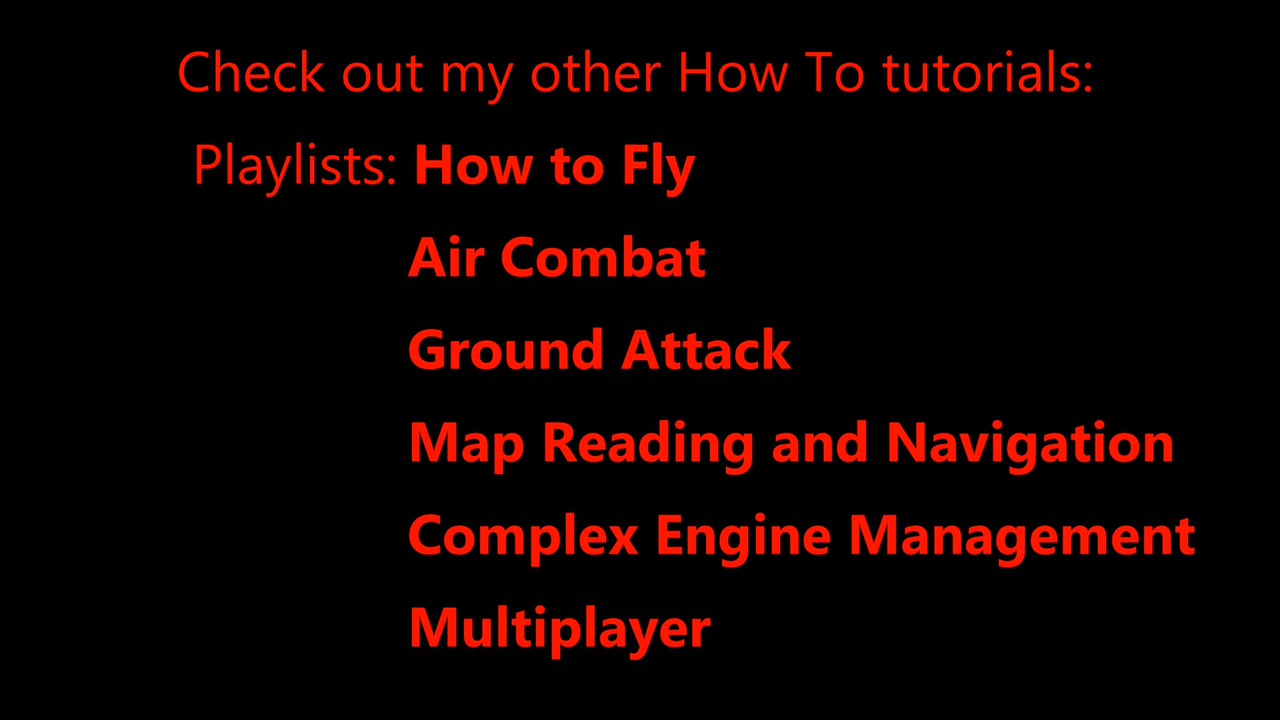 Check out my other How To tutorials:
Playlists: How to Fly
Air Combat
Ground Attack
Map Reading and Navigation
Complex Engine Management
Multiplayer